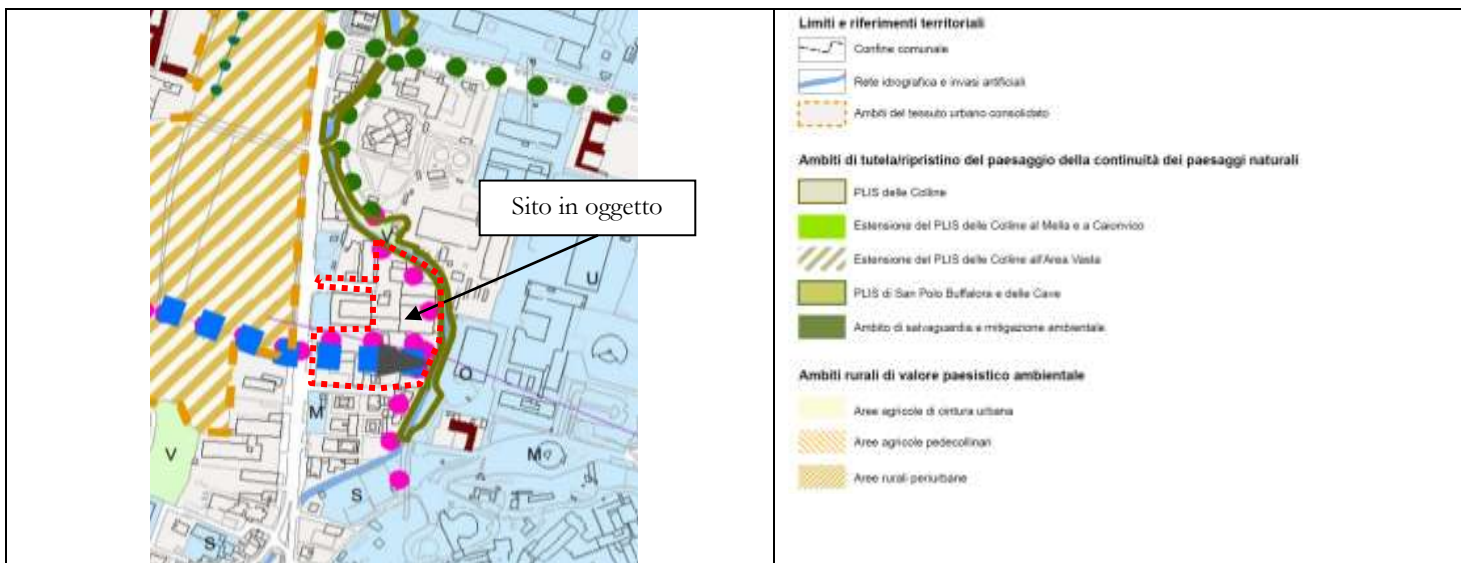 Sito in oggetto
V
U
O
M
M
V
S
S
Limiti e riferimenti territoriali
Confine comunale
Rete idrografica e invasi artificiali
Ambiti del tessuto urbano consolidato
Ambiti di tutela/ripristino del paesaggio della continuità dei paesaggi naturali
PLIS delle Colline
Estensione del PLIS delle Colline al Mella e a Caionvico
Estensione del PLIS delle Colline all'Area Vasta
PLIS di San Polo Buffalora e delle Cave
Ambito di salvaguardia e mitigazione ambientale
Ambiti rurali di valore paesistico ambientale
Aree agricole di cintura urbana
Aree agricole pedecollinari
Aree rurali periurbane